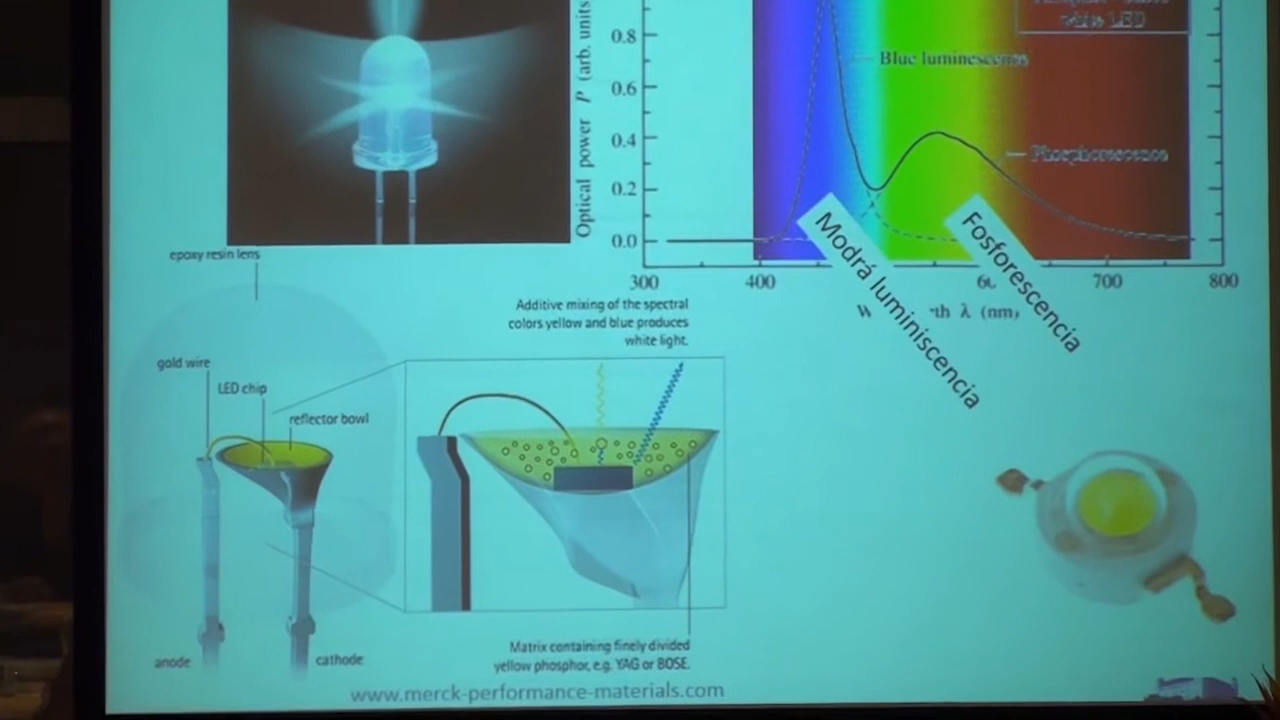 white LED
Optical power P (arb. units
0.8
0.6
0.4
0.2
0.0
Blue luminescence
Phosphorescence
300
400
700
800
th λ (nm)
Modrá luminiscencia
Fosforescencia
epoxy resin lens
gold wire
LED chip
reflector bowl
anode
cathode
Additive mixing of the spectral
colors yellow and blue produces
white light.
Matrix containing finely divided
yellow phosphor, e.g. YAG or BOSE.
www.merck-performance-materials.com